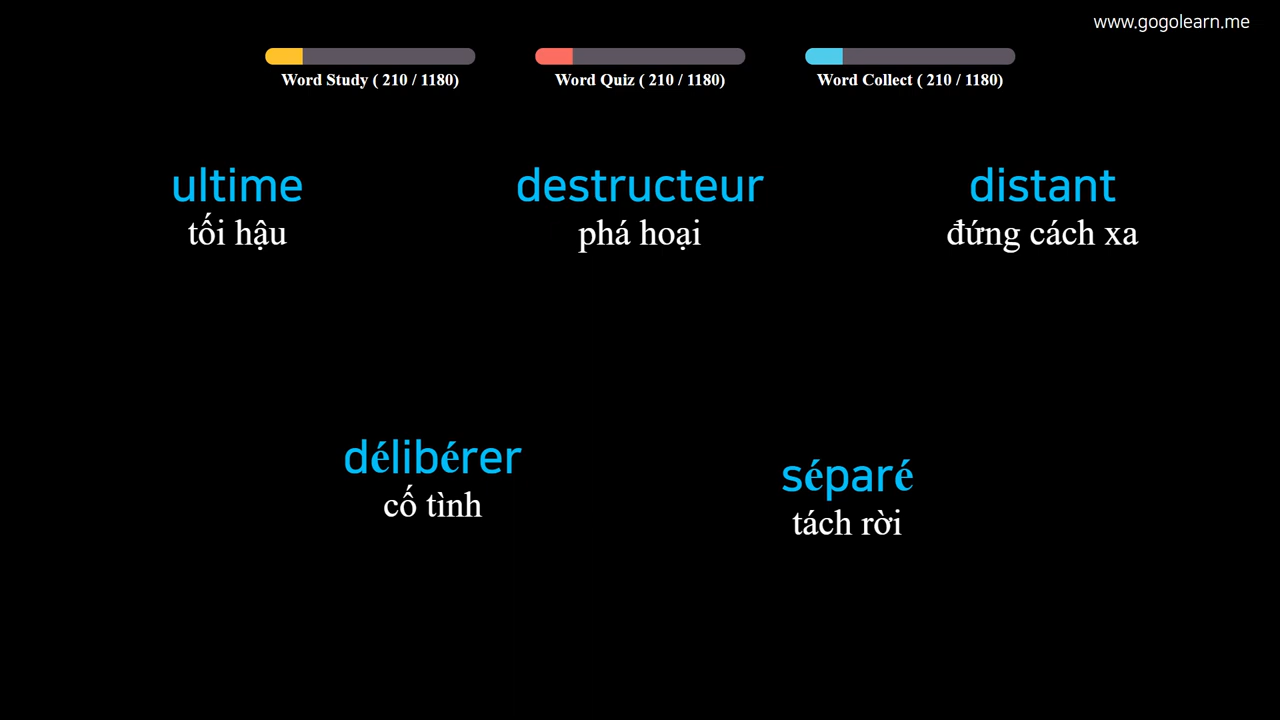 www.gogolearn.me
Word Study ( 210 / 1180)
Word Quiz ( 210 / 1180)
Word Collect ( 210 / 1180)
ultime
tối hậu
destructeur
phá hoại
distant
đứng cách xa
délibérer
cố tình
séparé
tách rời